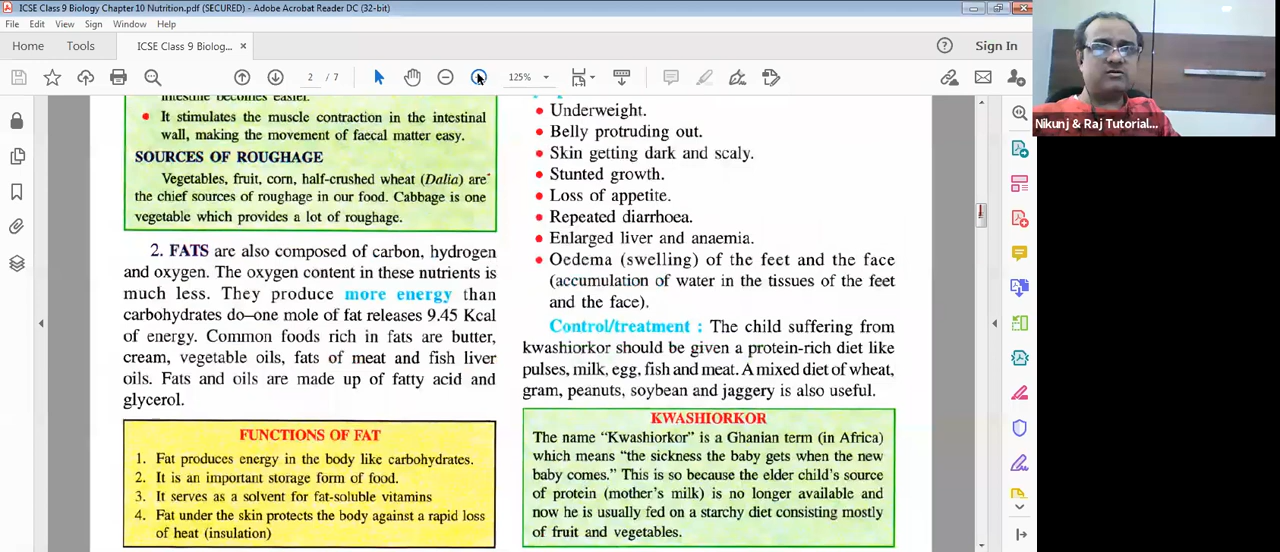 ICSE Class 9 Biology Chapter 10 Nutrition.pdf (SECURED) - Adobe Acrobat Reader DC (32-bit)
File Edit View Sign Window Help
Home Tools ICSE Class 9 Biolog... × Sign In
2 / 7 125%
Nikunj & Raj Tutorial...
intestine becomes easier.
• It stimulates the muscle contraction in the intestinal
wall, making the movement of faecal matter easy.
SOURCES OF ROUGHAGE
Vegetables, fruit, corn, half-crushed wheat (Dalia) are
the chief sources of roughage in our food. Cabbage is one
vegetable which provides a lot of roughage.
2. FATS are also composed of carbon, hydrogen
and oxygen. The oxygen content in these nutrients is
much less. They produce more energy than
carbohydrates do–one mole of fat releases 9.45 Kcal
of energy. Common foods rich in fats are butter,
cream, vegetable oils, fats of meat and fish liver
oils. Fats and oils are made up of fatty acid and
glycerol.
FUNCTIONS OF FAT
1. Fat produces energy in the body like carbohydrates.
2. It is an important storage form of food.
3. It serves as a solvent for fat-soluble vitamins
4. Fat under the skin protects the body against a rapid loss
of heat (insulation)
• Underweight.
• Belly protruding out.
• Skin getting dark and scaly.
• Stunted growth.
• Loss of appetite.
• Repeated diarrhoea.
• Enlarged liver and anaemia.
• Oedema (swelling) of the feet and the face
(accumulation of water in the tissues of the feet
and the face).
Control/treatment : The child suffering from
kwashiorkor should be given a protein-rich diet like
pulses, milk, egg, fish and meat. A mixed diet of wheat,
gram, peanuts, soybean and jaggery is also useful.
KWASHIORKOR
The name “Kwashiorkor” is a Ghanian term (in Africa)
which means “the sickness the baby gets when the new
baby comes.” This is so because the elder child's source
of protein (mother's milk) is no longer available and
now he is usually fed on a starchy diet consisting mostly
of fruit and vegetables.